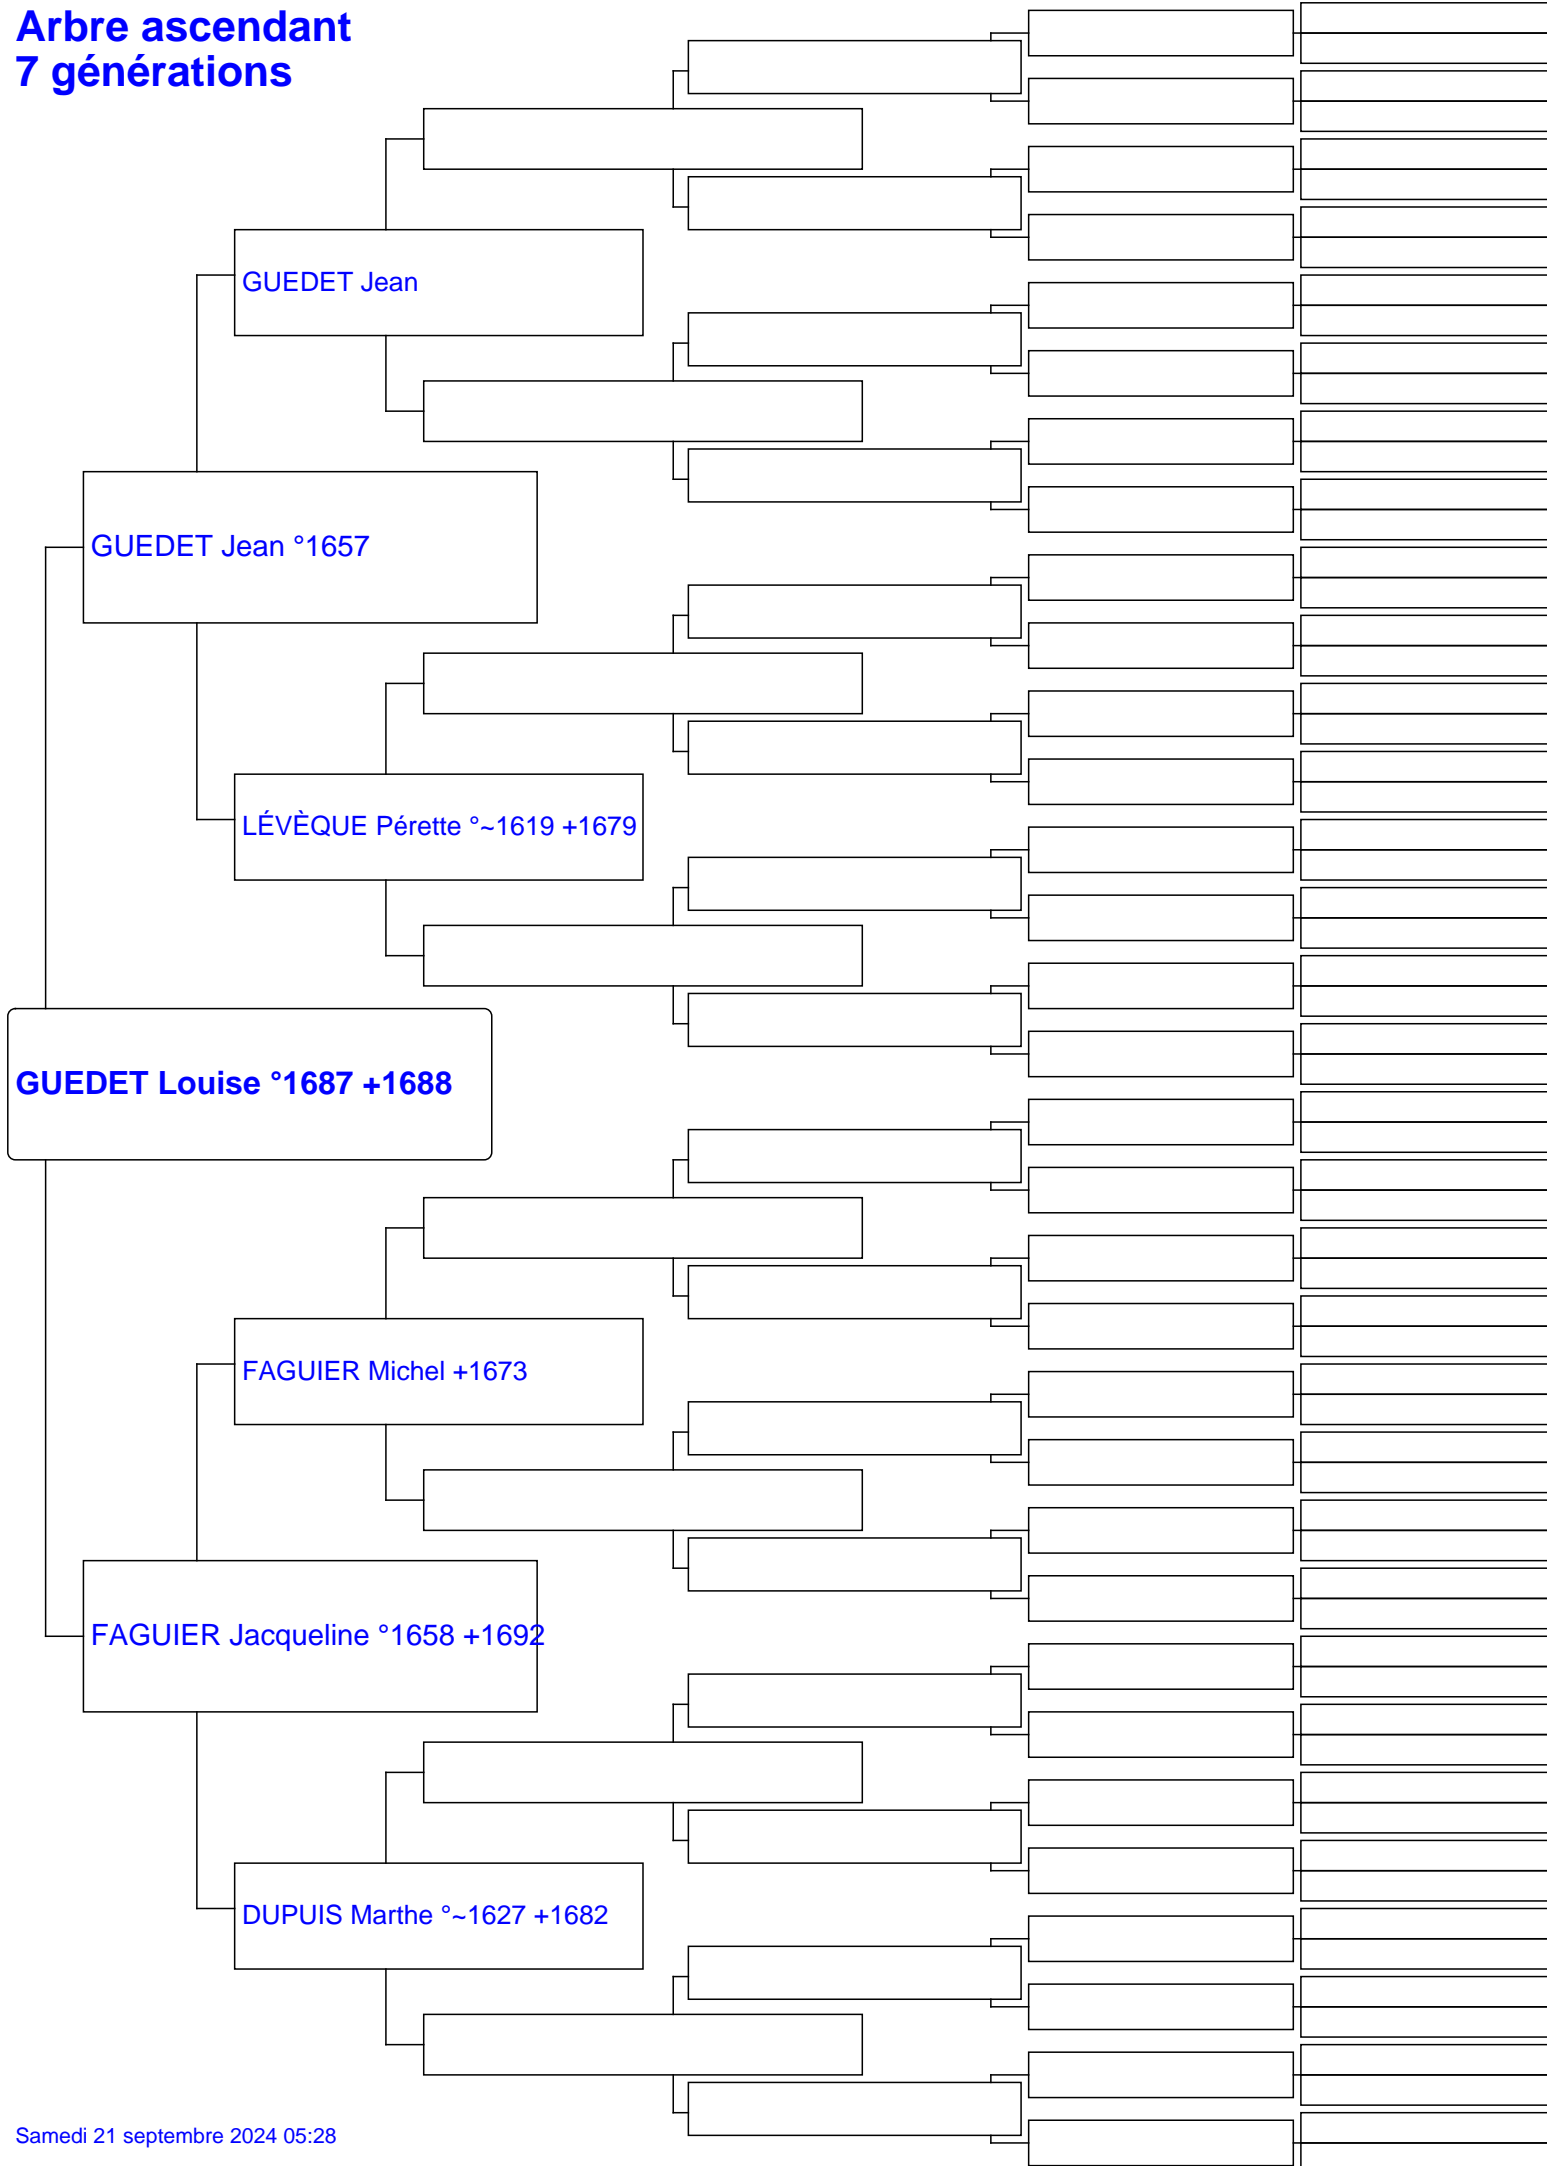 Arbre ascendant
7 générations
GUEDET Jean
GUEDET Jean °1657
LÉVÈQUE Pérette °~1619 +1679
GUEDET Louise °1687 +1688
FAGUIER Michel +1673
FAGUIER Jacqueline °1658 +1692
DUPUIS Marthe °~1627 +1682
Samedi 21 septembre 2024 05:28